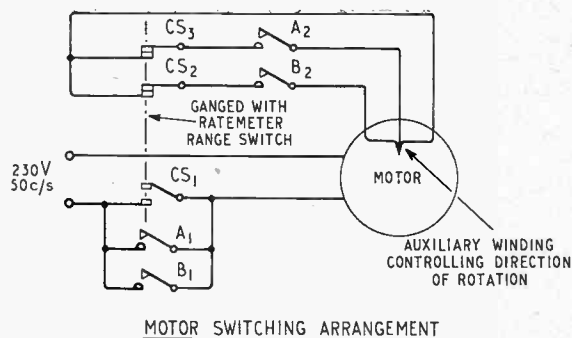 CS3
A2
CS2
B2
GANGED WITH
RATEMETER
RANGE SWITCH
230V
50c/s
CS1
MOTOR
A1
B1
AUXILIARY WINDING
CONTROLLING DIRECTION
OF ROTATION
MOTOR SWITCHING ARRANGEMENT